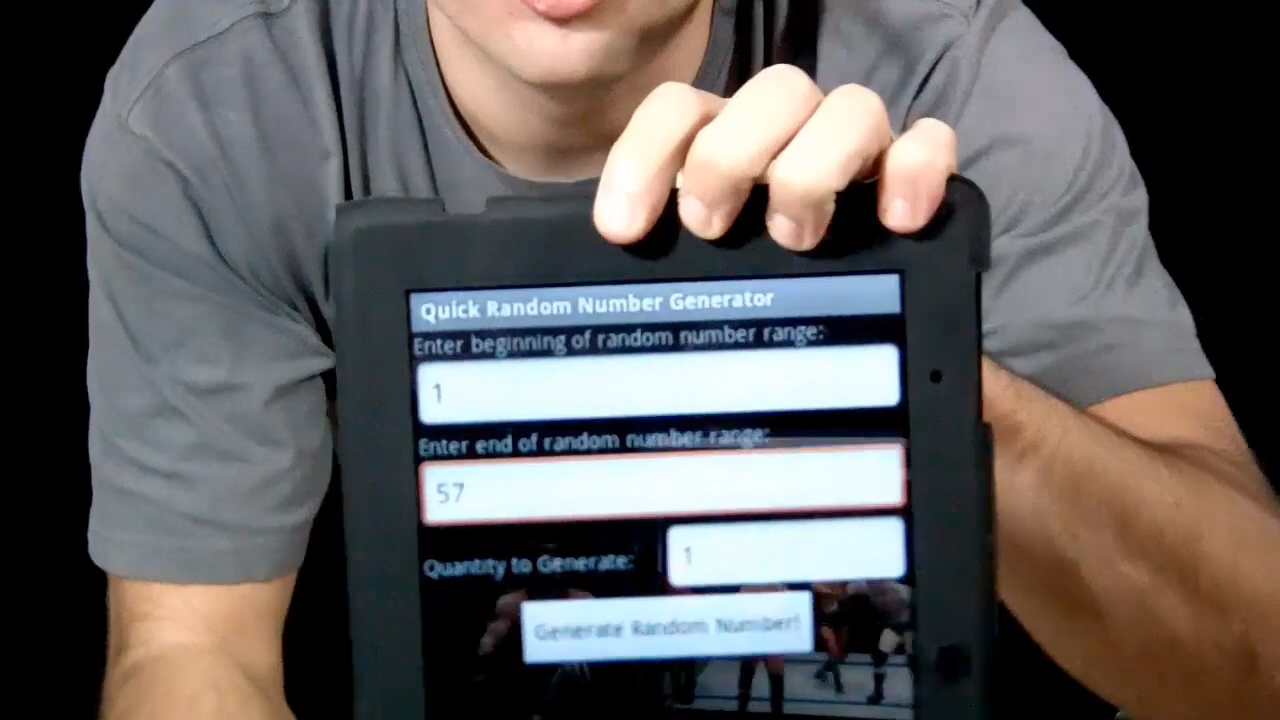 Quick Random Number Generator
Enter beginning of random number range:
1
Enter end of random number range:
57
Quantity to Generate:
1
Generate Random Number!